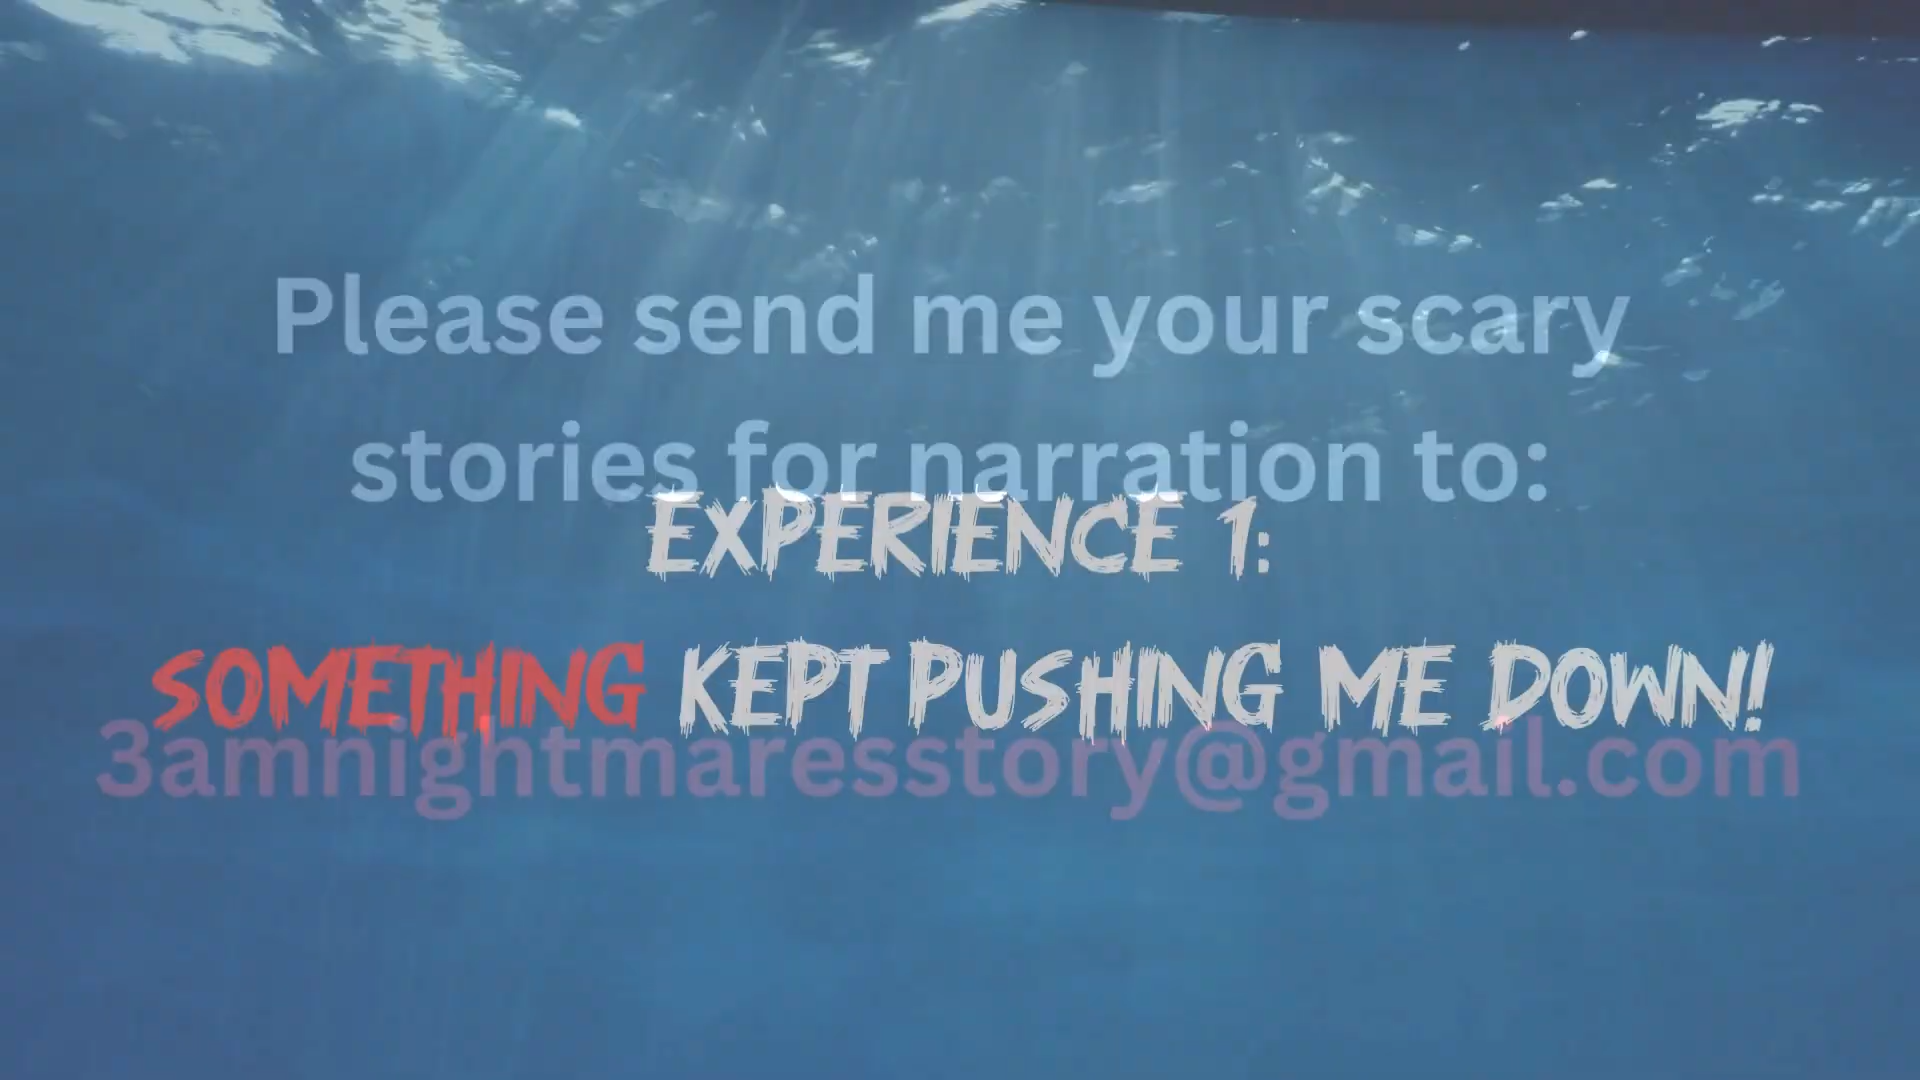 Please send me your scary
stories for narration to:
EXPERIENCE 1:
SOMETHING KEPT PUSHING ME DOWN!
3amnightmaresstory@gmail.com